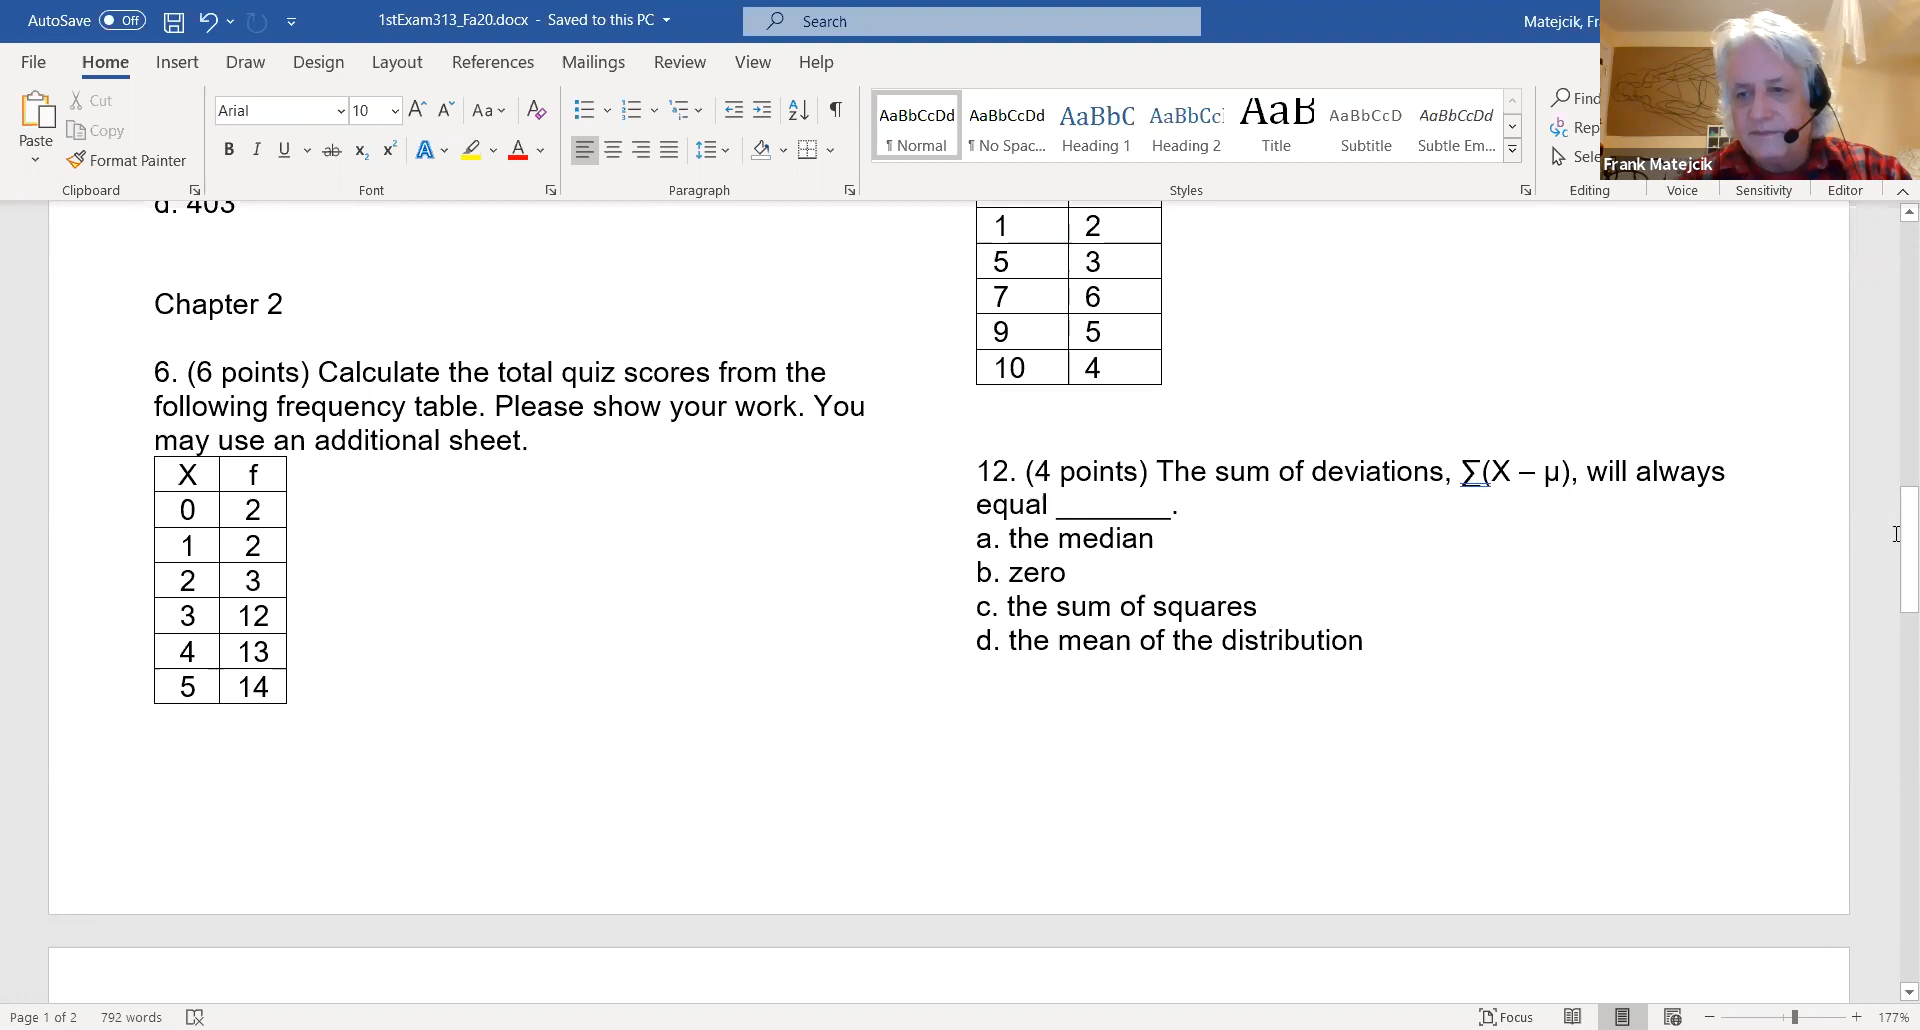 AutoSave Off 1stExam313_Fa20.docx - Saved to this PC Search Matejcik, Fr
File Home Insert Draw Design Layout References Mailings Review View Help
Paste Cut Copy Format Painter
Arial 10 Aa
B I U ab x₂ x² A A
AaBbCcDd AaBbCcDd AaBbC AaBbCc AaB AaBbCcD AaBbCcDd
¶ Normal ¶ No Spac... Heading 1 Heading 2 Title Subtitle Subtle Em...
Find
Rep
Sele
Frank Matejcik
Clipboard Font Paragraph Styles Editing Voice Sensitivity Editor
d. 403
Chapter 2
6. (6 points) Calculate the total quiz scores from the
following frequency table. Please show your work. You
may use an additional sheet.
X f
0 2
1 2
2 3
3 12
4 13
5 14
1 2
5 3
7 6
9 5
10 4
12. (4 points) The sum of deviations, ∑(X – μ), will always
equal _______.
a. the median
b. zero
c. the sum of squares
d. the mean of the distribution
Page 1 of 2 792 words Focus 177%